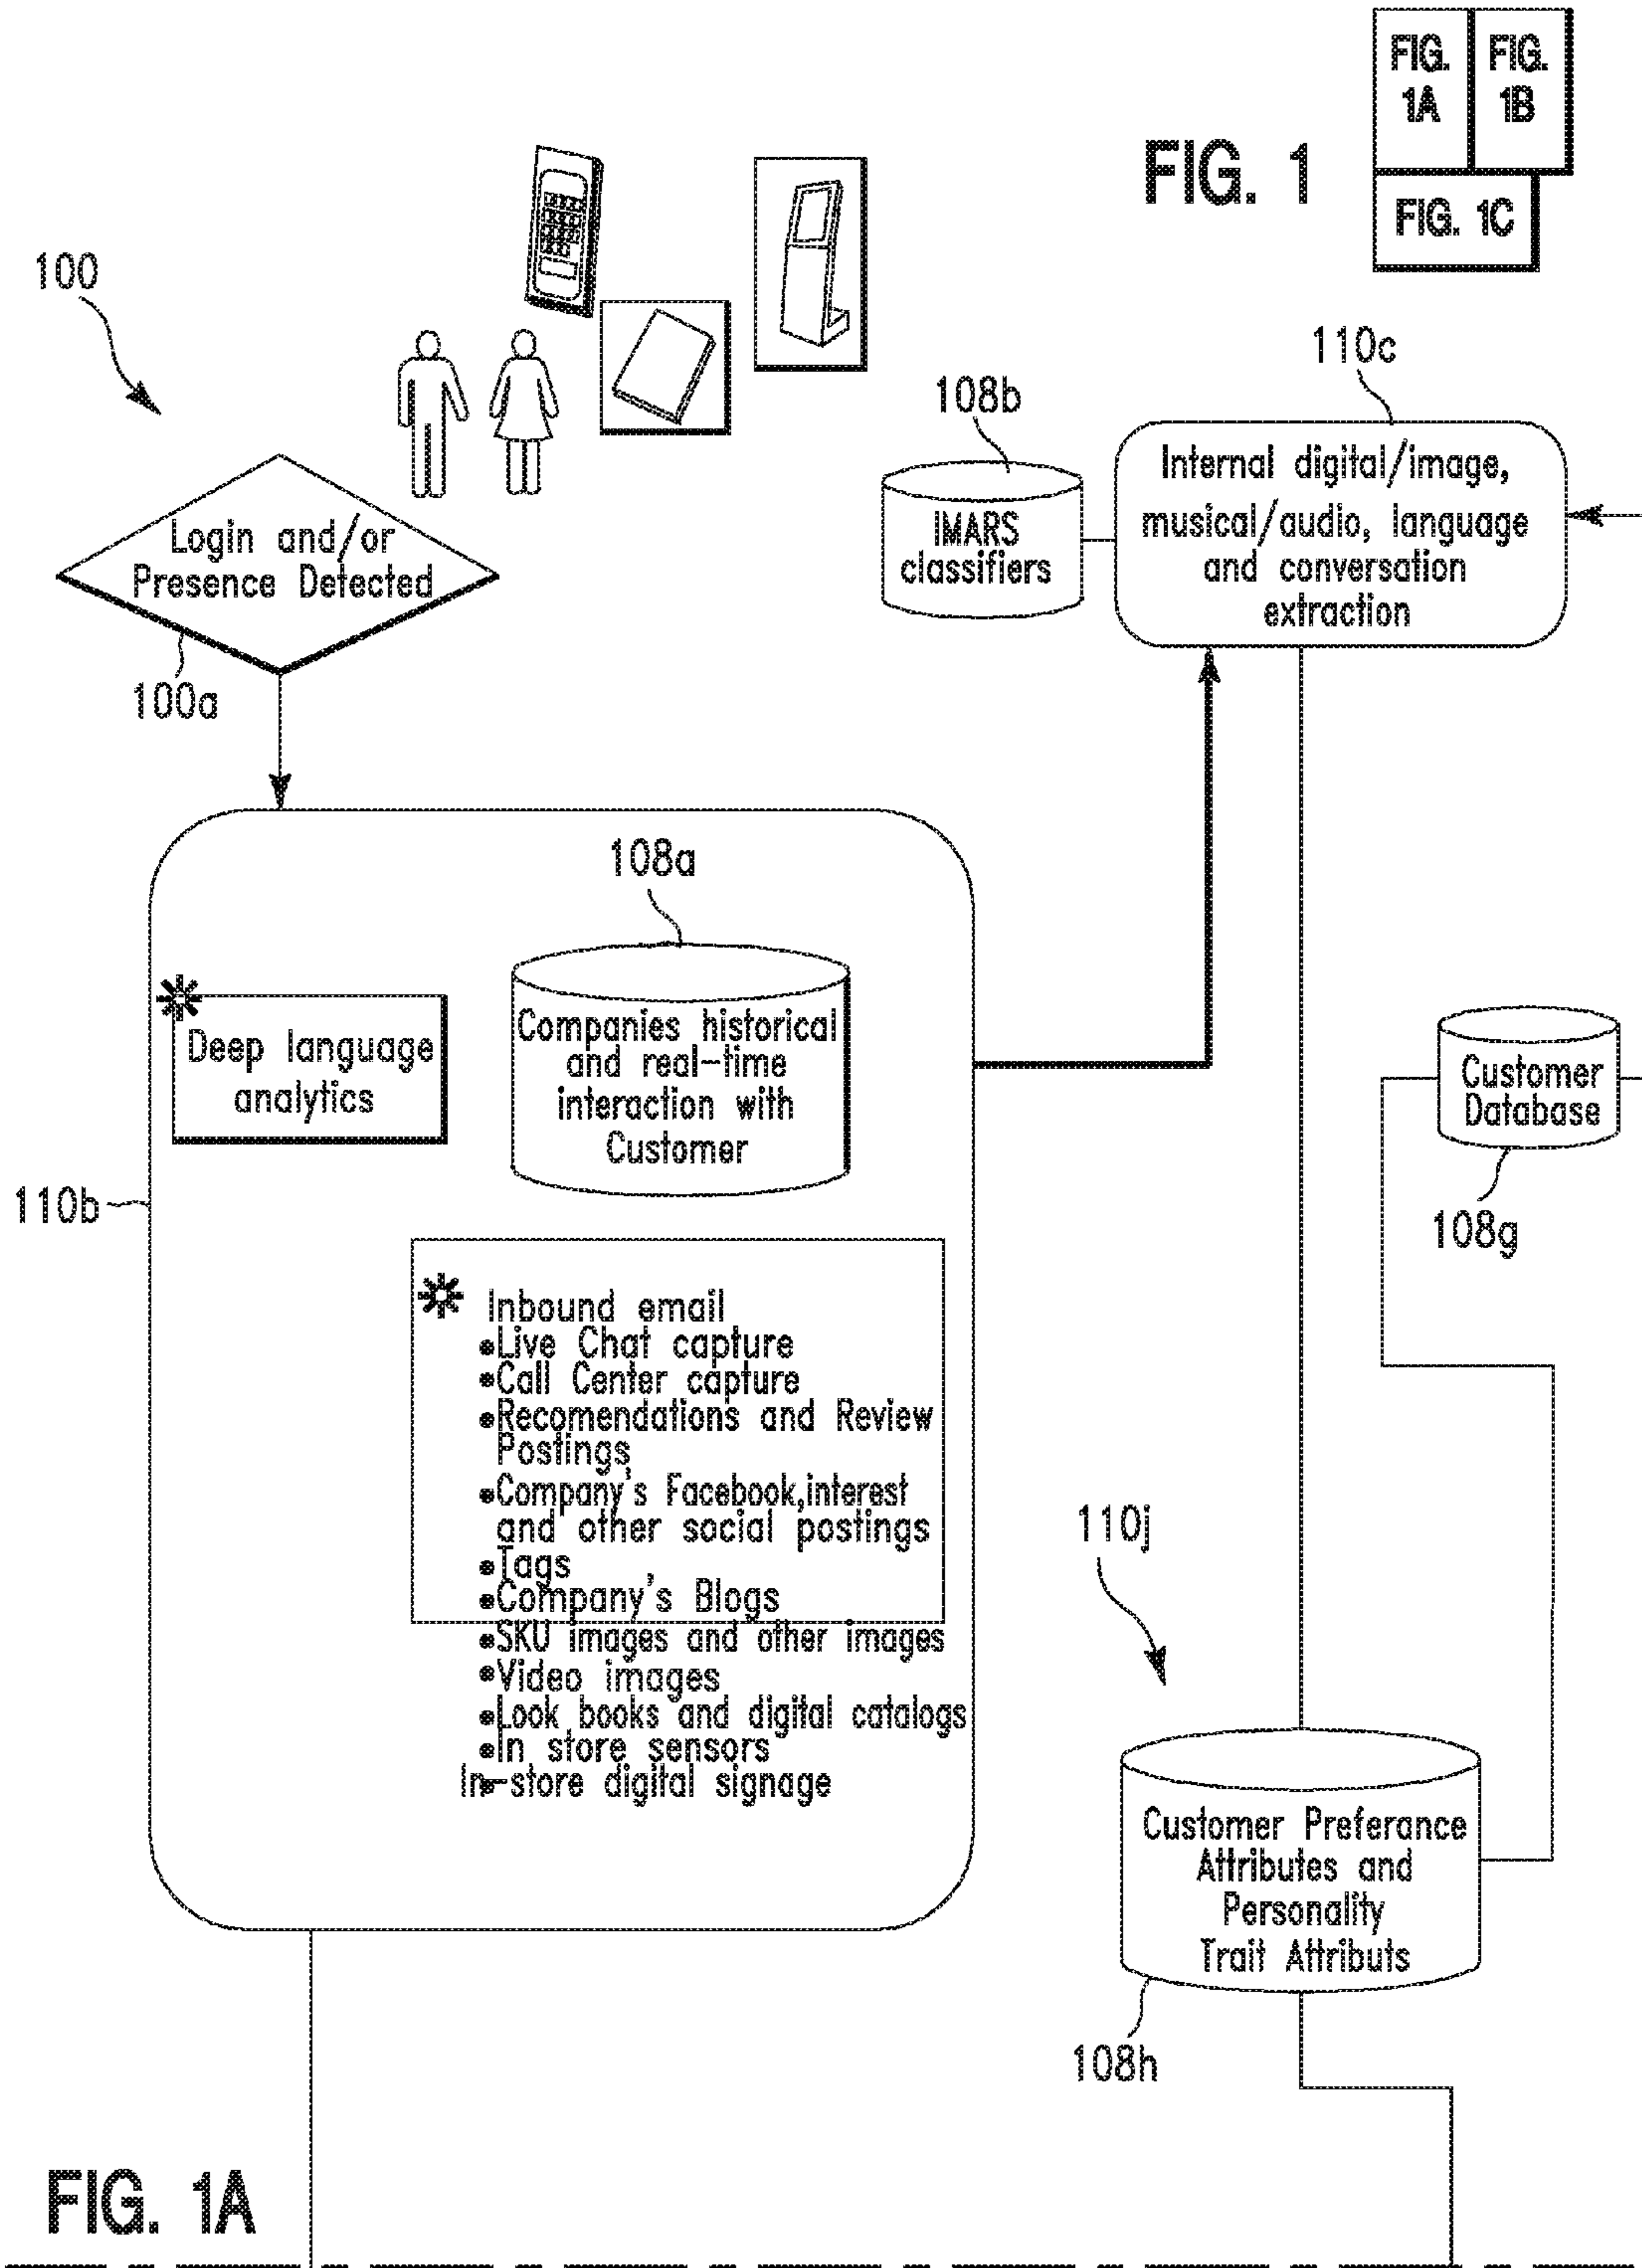 FIG. 1
FIG.
1A
FIG.
1B
FIG. 1C
100
Login and/or
Presence Detected
100a
108b
IMARS
classifiers
110c
Internal digital/image,
musical/audio, language
and conversation
extraction
108a
Companies historical
and real-time
interaction with
Customer
Deep language
analytics
110b
Inbound email
•Live Chat capture
•Call Center capture
•Recomendations and Review
Postings
•Company's Facebook,interest
and other social postings
•Tags
•Company's Blogs
•SKU images and other images
•Video images
•Look books and digital catalogs
•In store sensors
In-store digital signage
Customer
Database
108g
110j
Customer Preferance
Attributes and
Personality
Trait Attributs
108h
FIG. 1A